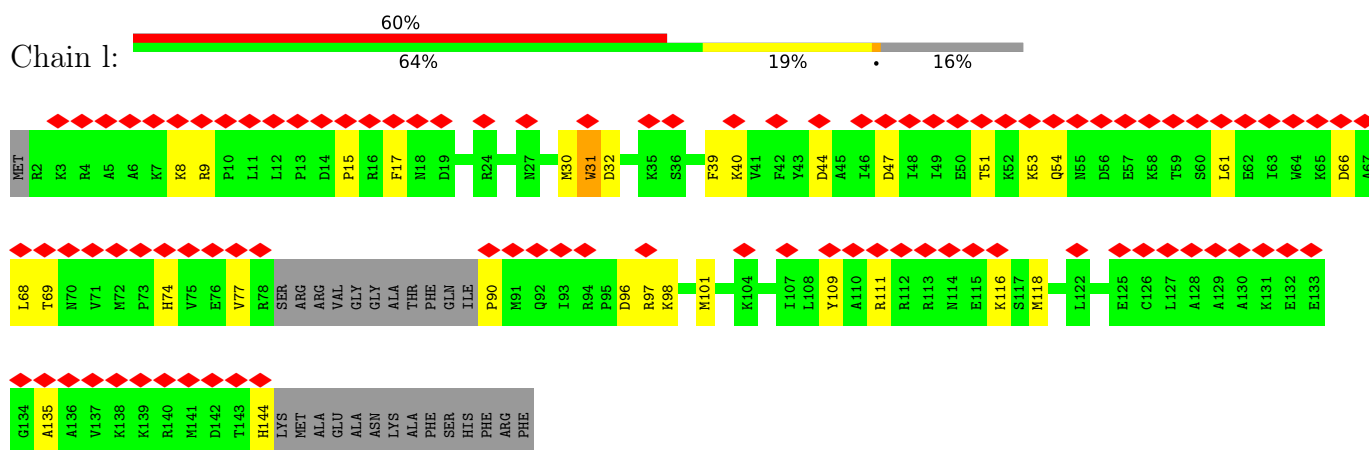 60%
Chain l:
64% 19% • 16%
MET R2 K3 R4 A5 A6 K7 K8 R9 P10 L11 L12 P13 D14 P15 R16 F17 N18 D19 R24 N27 M30 W31 D32 K35 S36 F39 K40 V41 F42 Y43 D44 A45 I46 D47 I48 I49 E50 T51 K52 K53 Q54 N55 D56 E57 K58 T59 S60 L61 E62 I63 W64 K65 D66 A67
L68 T69 N70 V71 M72 P73 H74 V75 E76 V77 R78 SER ARG ARG VAL GLY GLY ALA THR PHE GLN ILE P90 M91 Q92 I93 R94 P95 D96 R97 K98 M101 K104 I107 L108 Y109 A110 R111 R112 R113 N114 E115 K116 S117 M118 L122 E125 C126 L127 A128 A129 A130 K131 E132 E133
G134 A135 A136 V137 K138 K139 R140 M141 D142 T143 H144 LYS MET ALA GLU ALA ASN LYS ALA PHE SER HIS PHE ARG PHE